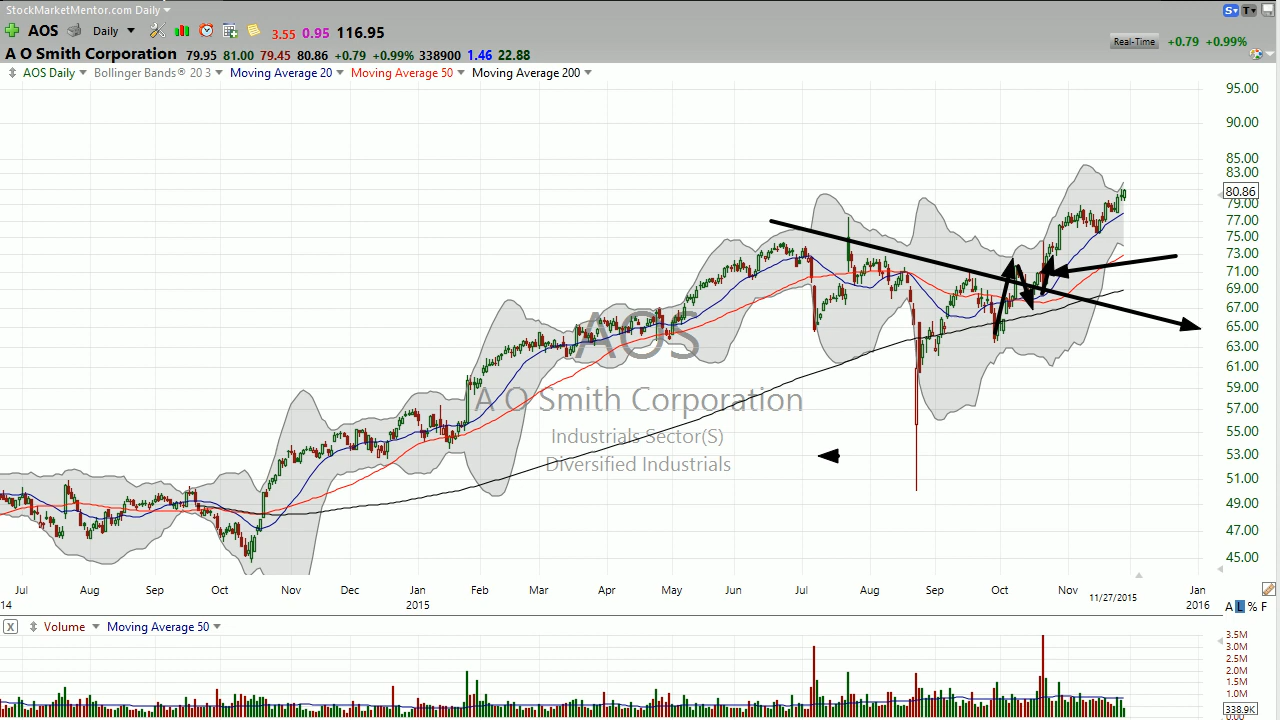 StockMarketMentor.com Daily
S T
AOS Daily 3.55 0.95 116.95
Real-Time +0.79 +0.99%
A O Smith Corporation 79.95 81.00 79.45 80.86 +0.79 +0.99% 338900 1.46 22.88
AOS Daily Bollinger Bands® 20 3 Moving Average 20 Moving Average 50 Moving Average 200
95.00
90.00
85.00
83.00
80.86
79.00
77.00
75.00
73.00
71.00
69.00
67.00
65.00
63.00
61.00
59.00
57.00
55.00
53.00
51.00
49.00
47.00
45.00
AOS
A O Smith Corporation
Industrials Sector(S)
Diversified Industrials
Jul Aug Sep Oct Nov Dec Jan Feb Mar Apr May Jun Jul Aug Sep Oct Nov 11/27/2015 Jan
14 2015 2016
A L % F
X Volume Moving Average 50
3.5M
3.0M
2.5M
2.0M
1.5M
1.0M
338.9K
0.00